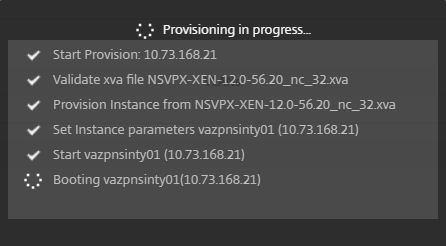 Provisioning in progress...
Start Provision: 10.73.168.21
Validate xva file NSVPX-XEN-12.0-56.20_nc_32.xva
Provision Instance from NSVPX-XEN-12.0-56.20_nc_32.xva
Set Instance parameters vazpnsinty01 (10.73.168.21)
Start vazpnsinty01 (10.73.168.21)
Booting vazpnsinty01(10.73.168.21)